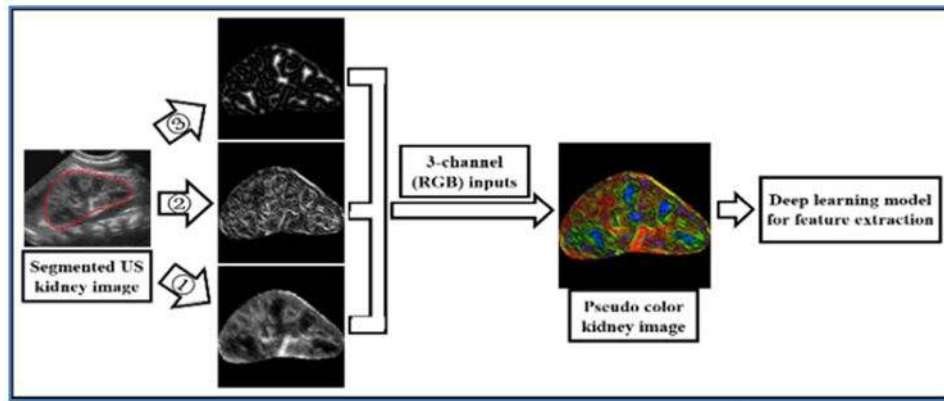 ③
②
①
Segmented US
kidney image
3-channel
(RGB) inputs
Pseudo color
kidney image
Deep learning model
for feature extraction